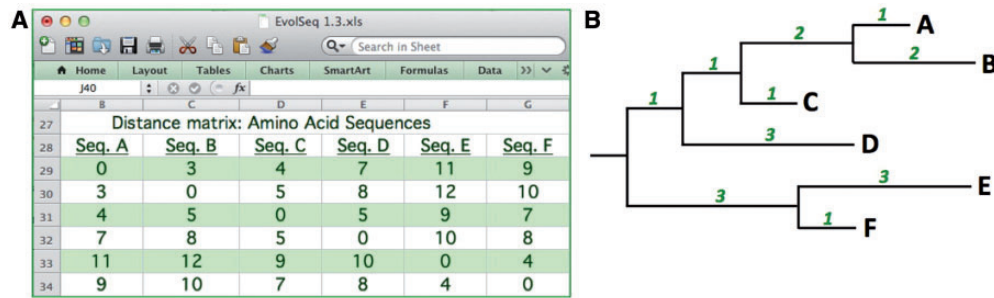 A
EvolSeq 1.3.xls
Search in Sheet
Home Layout Tables Charts SmartArt Formulas Data
J40 fx
B C D E F G
27 Distance matrix: Amino Acid Sequences
28 Seq. A Seq. B Seq. C Seq. D Seq. E Seq. F
29 0 3 4 7 11 9
30 3 0 5 8 12 10
31 4 5 0 5 9 7
32 7 8 5 0 10 8
33 11 12 9 10 0 4
34 9 10 7 8 4 0
B
1 A
2
2 B
1
1 C
1
3 D
3 E
3
1 F